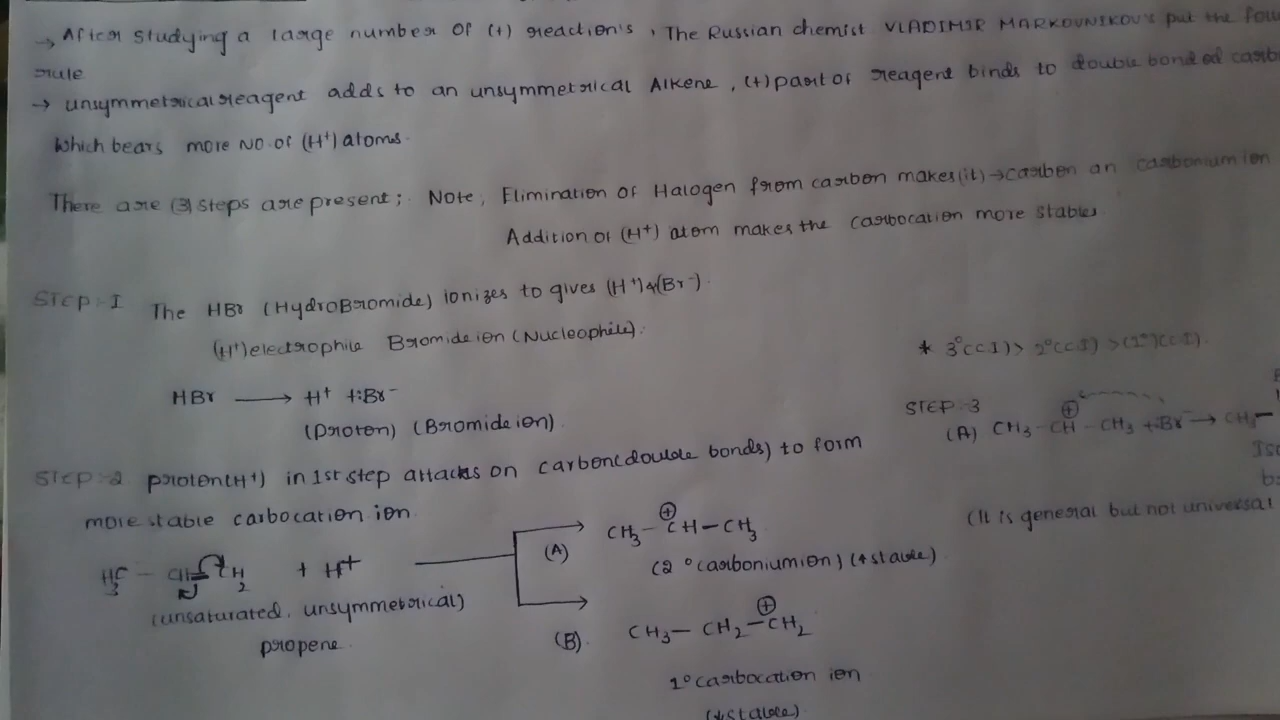 → After studying a large number of (+) reaction's, The Russian chemist VLADIMIR MARKOVNIKOV'S put the
rule
→ unsymmetrical reagent adds to an unsymmetrical Alkene, (+) part of reagent binds to double bonded carb
which bears more no. of (H⁺) atoms.
There are (3) steps are present; Note; Elimination of Halogen from carbon makes (it) → carbon an carbonium ion
Addition of (H⁺) atom makes the carbocation more stables.
STEP:-I The HBr (HydroBromide) ionizes to gives (H⁺) & (Br⁻).
(H⁺) electrophile Bromide ion (Nucleophile).
HBr ⟶ H⁺ + :Br⁻
(Proton) (Bromide ion).
STEP:-2 proton (H⁺) in 1st step attacks on carbon (double bonds) to form
more stable carbocation ion.
H₃C - CH = CH₂ + H⁺
(unsaturated, unsymmetrical)
propene.
(A) CH₃ - CH - CH₃
⊕
(2° carbonium ion) (↑ stable).
(B). CH₃ - CH₂ - CH₂
⊕
1° carbocation ion
(↓ stable)
* 3° (C.I) > 2° (C.I) > (1°) (C.I).
STEP:-3
(A) CH₃ - CH - CH₃ + :Br⁻ → CH₃ -
⊕
(It is general but not universal